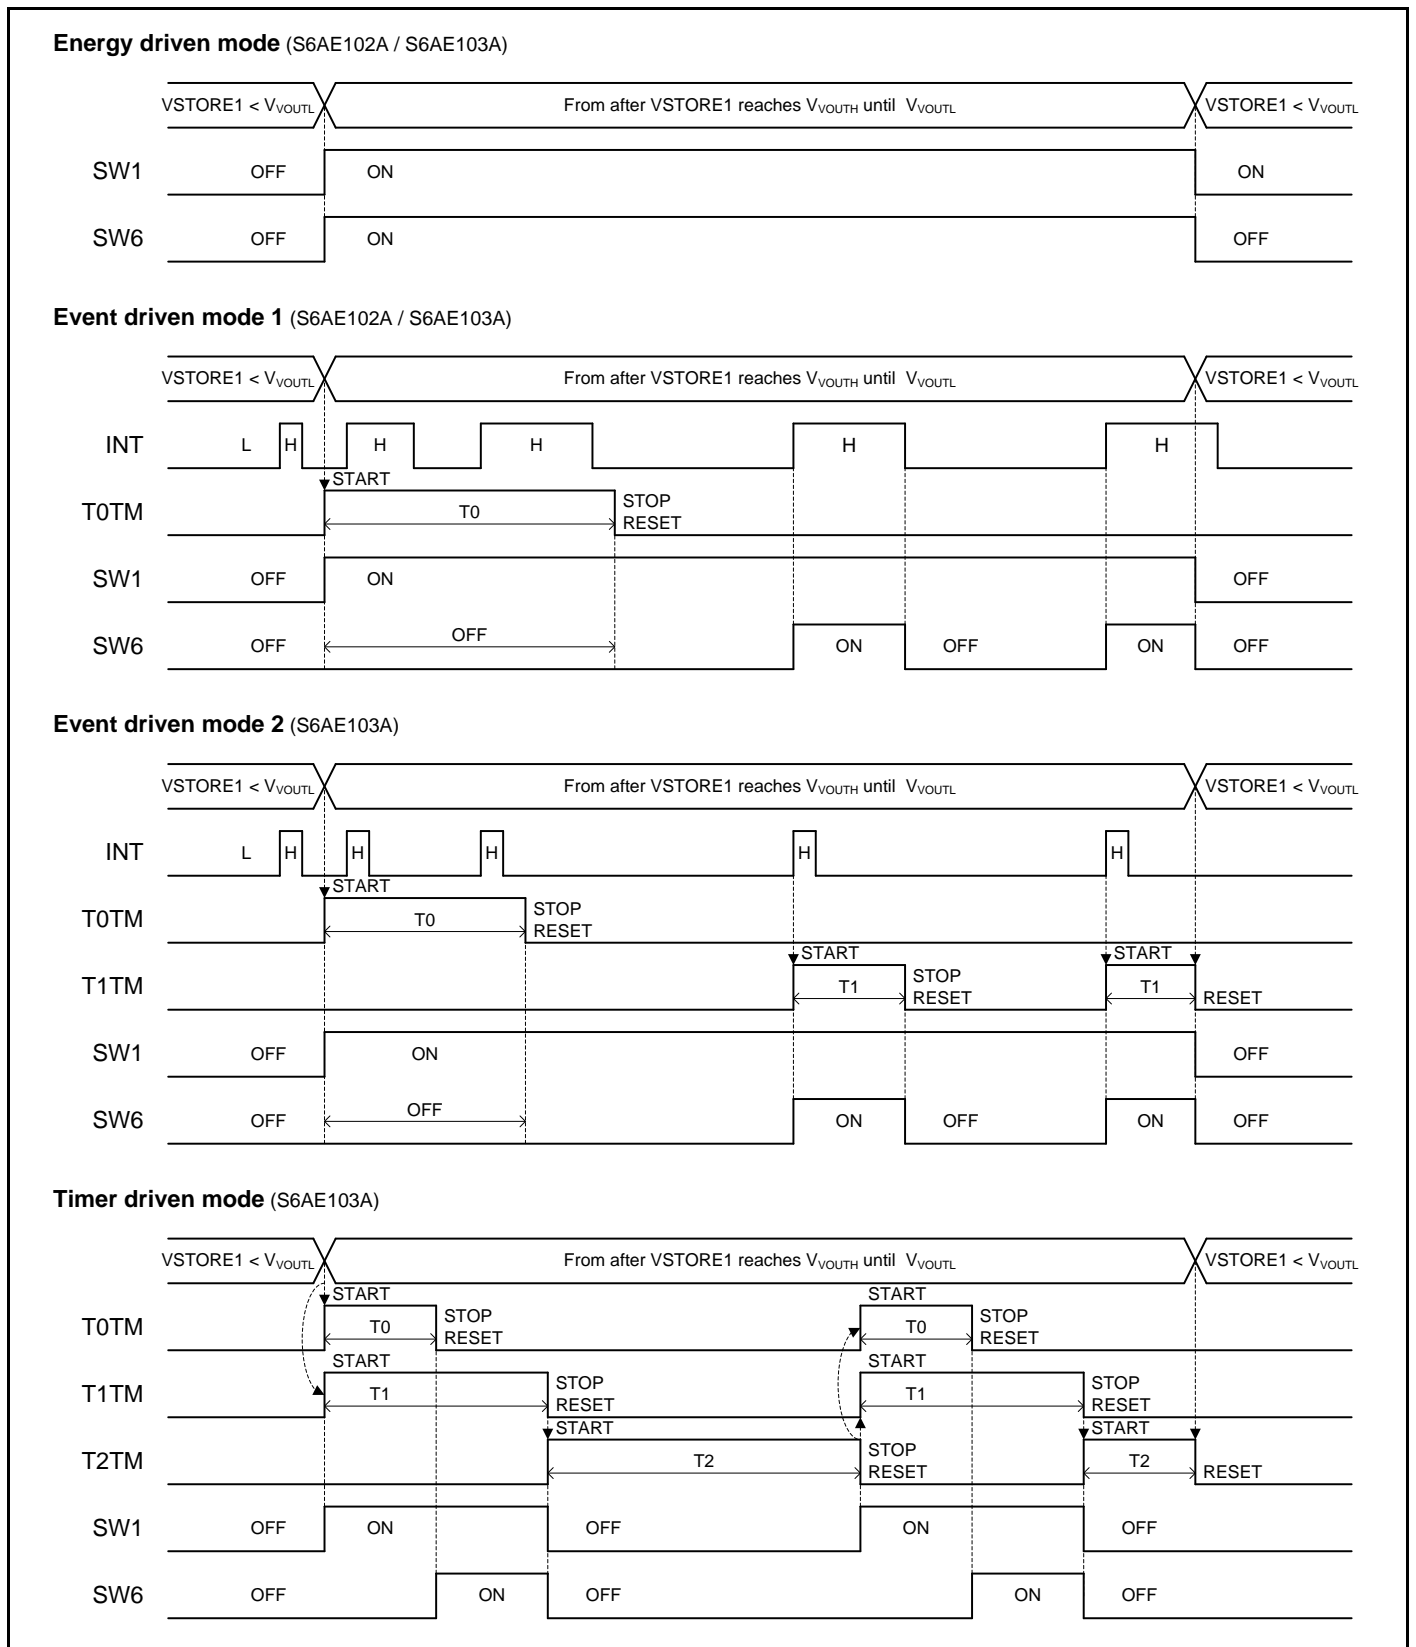 Energy driven mode (S6AE102A / S6AE103A)
VSTORE1 < VVOUTL From after VSTORE1 reaches VVOUTH until VVOUTL VSTORE1 < VVOUTL
SW1 OFF ON ON
SW6 OFF ON OFF
Event driven mode 1 (S6AE102A / S6AE103A)
VSTORE1 < VVOUTL From after VSTORE1 reaches VVOUTH until VVOUTL VSTORE1 < VVOUTL
INT L H H H H H
START
T0TM T0 STOP
RESET
SW1 OFF ON OFF
SW6 OFF OFF ON OFF ON OFF
Event driven mode 2 (S6AE103A)
VSTORE1 < VVOUTL From after VSTORE1 reaches VVOUTH until VVOUTL VSTORE1 < VVOUTL
INT L H H H H H
START
T0TM T0 STOP
RESET
START START
T1TM T1 STOP T1
RESET RESET
SW1 OFF ON OFF
SW6 OFF OFF ON OFF ON OFF
Timer driven mode (S6AE103A)
VSTORE1 < VVOUTL From after VSTORE1 reaches VVOUTH until VVOUTL VSTORE1 < VVOUTL
START START
T0TM T0 STOP T0 STOP
RESET RESET
START START
T1TM T1 STOP T1 STOP
RESET RESET
START START
T2TM T2 STOP T2
RESET RESET
SW1 OFF ON OFF ON OFF
SW6 OFF ON OFF ON OFF